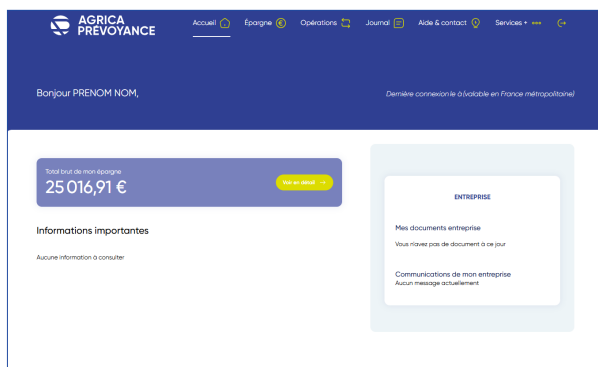 AGRICA
PRÉVOYANCE
Accueil
Épargne
Opérations
Journal
Aide & contact
Services +
Bonjour PRENOM NOM,
Dernière connexion le à (valable en France métropolitaine)
Total brut de mon épargne
25 016,91 €
Voir en détail →
Informations importantes
Aucune information à consulter
ENTREPRISE
Mes documents entreprise
Vous n'avez pas de document à ce jour
Communications de mon entreprise
Aucun message actuellement